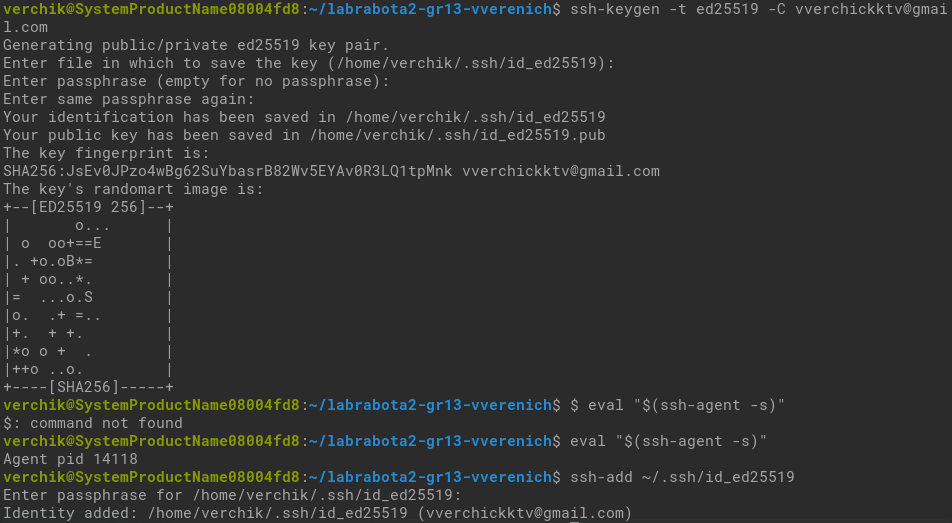 verchik@SystemProductName08004fd8:~/labrabota2-gr13-vverenich$ ssh-keygen -t ed25519 -C vverchickktv@gmai
l.com
Generating public/private ed25519 key pair.
Enter file in which to save the key (/home/verchik/.ssh/id_ed25519):
Enter passphrase (empty for no passphrase):
Enter same passphrase again:
Your identification has been saved in /home/verchik/.ssh/id_ed25519
Your public key has been saved in /home/verchik/.ssh/id_ed25519.pub
The key fingerprint is:
SHA256:JsEv0JPzo4wBg62SuYbasrB82Wv5EYAv0R3LQ1tpMnk vverchickktv@gmail.com
The key's randomart image is:
+--[ED25519 256]--+
|       o...      |
| o  oo+==E       |
|. +o.oB*=        |
| + oo..*.        |
|=  ...o.S        |
|o.  .+ =..       |
|+.  + +.         |
|*o o +  .        |
|++o ..o.         |
+----[SHA256]-----+
verchik@SystemProductName08004fd8:~/labrabota2-gr13-vverenich$ $ eval "$(ssh-agent -s)"
$: command not found
verchik@SystemProductName08004fd8:~/labrabota2-gr13-vverenich$ eval "$(ssh-agent -s)"
Agent pid 14118
verchik@SystemProductName08004fd8:~/labrabota2-gr13-vverenich$ ssh-add ~/.ssh/id_ed25519
Enter passphrase for /home/verchik/.ssh/id_ed25519:
Identity added: /home/verchik/.ssh/id_ed25519 (vverchickktv@gmail.com)